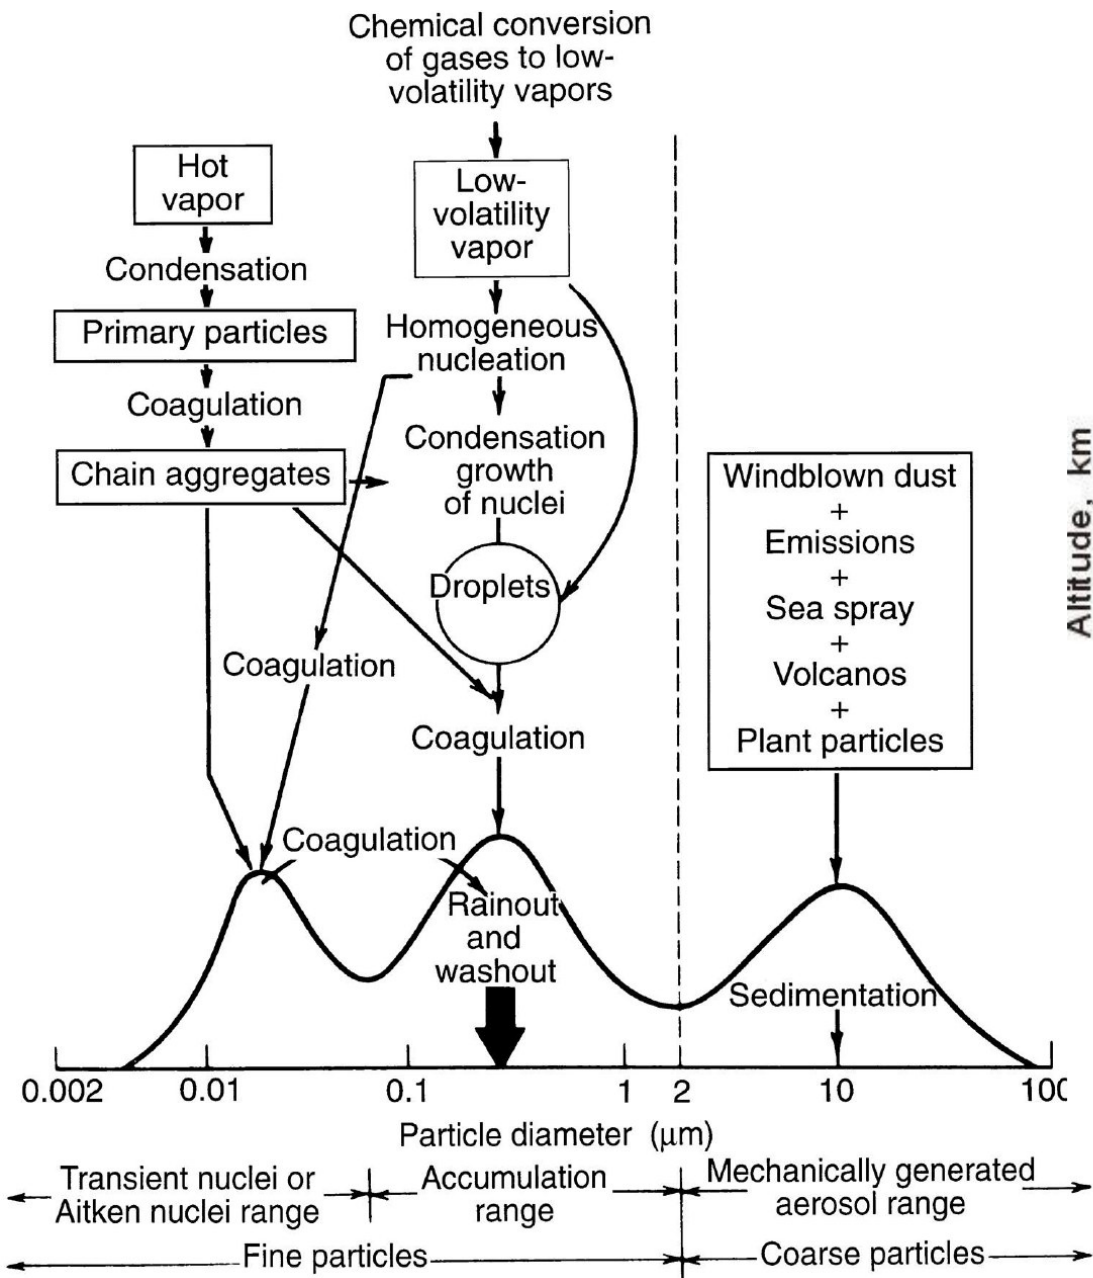 Chemical conversion
of gases to low-
volatility vapors
Hot
vapor
Condensation
Primary particles
Coagulation
Chain aggregates
Low-
volatility
vapor
Homogeneous
nucleation
Condensation
growth
of nuclei
Droplets
Coagulation
Coagulation
Coagulation
Rainout
and
washout
Windblown dust
+
Emissions
+
Sea spray
+
Volcanos
+
Plant particles
Sedimentation
Altitude, km
0.002 0.01 0.1 1 2 10 100
Particle diameter (μm)
Transient nuclei or
Aitken nuclei range
Accumulation
range
Mechanically generated
aerosol range
Fine particles
Coarse particles